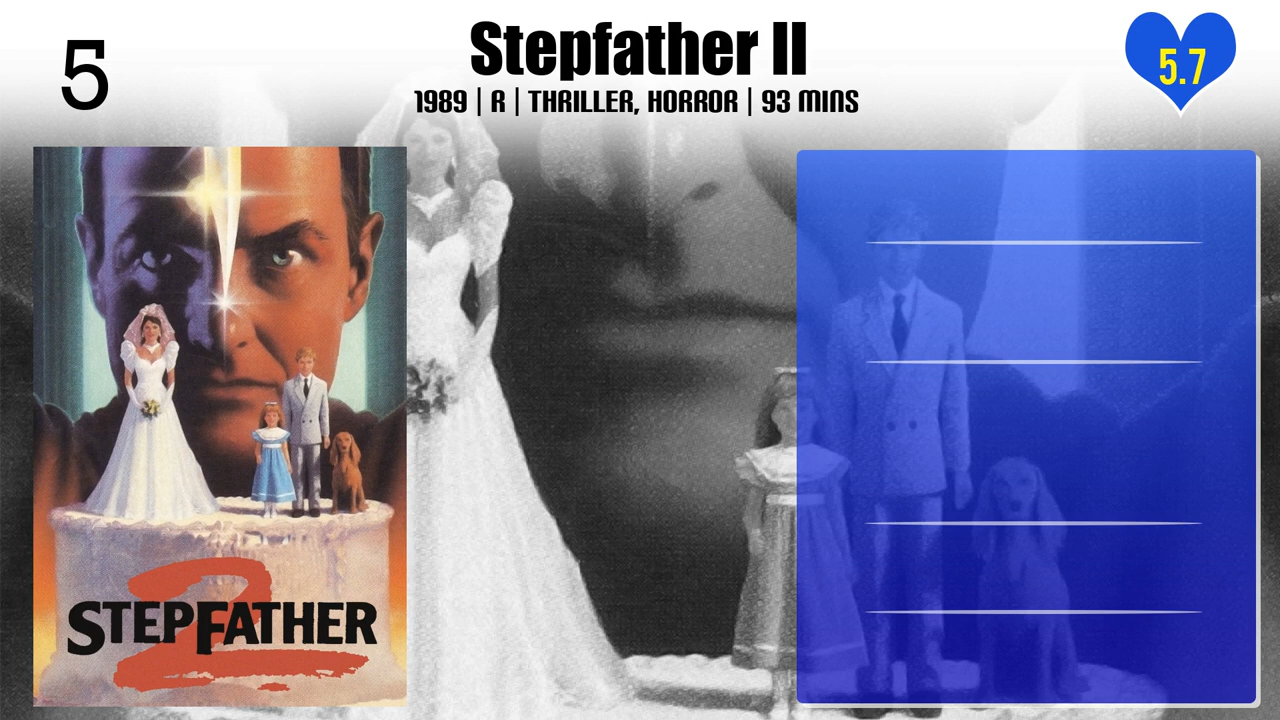 5
Stepfather II
5.7
1989 | R | THRILLER, HORROR | 93 MINS
2
STEPFATHER